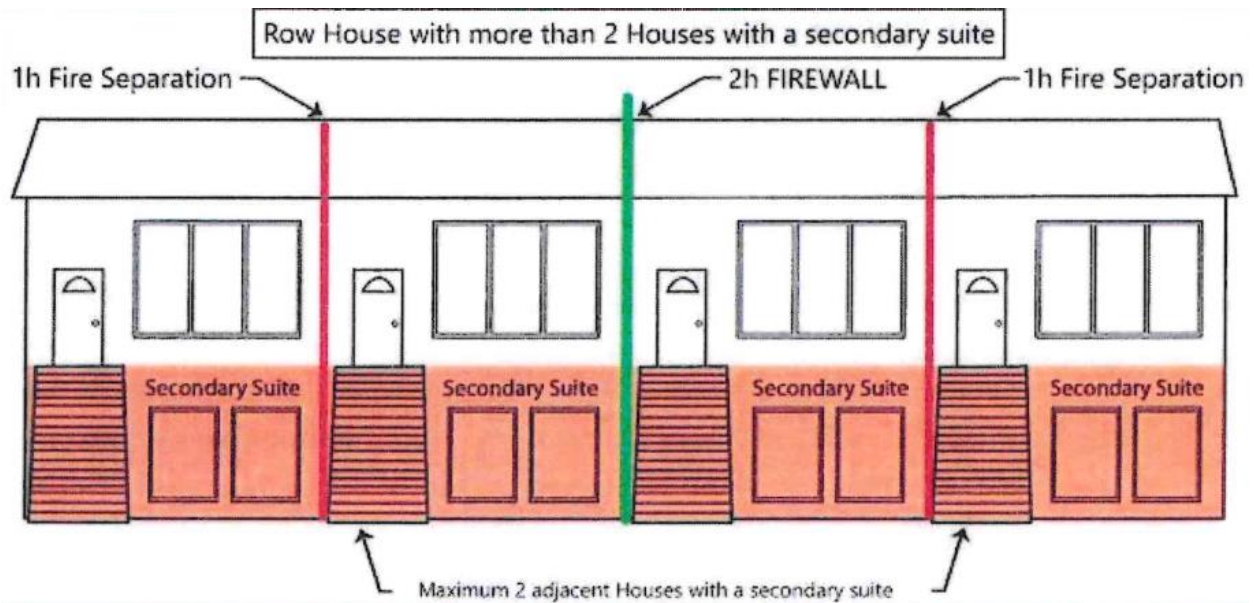 Row House with more than 2 Houses with a secondary suite
1h Fire Separation
2h FIREWALL
1h Fire Separation
Secondary Suite
Secondary Suite
Secondary Suite
Secondary Suite
Maximum 2 adjacent Houses with a secondary suite